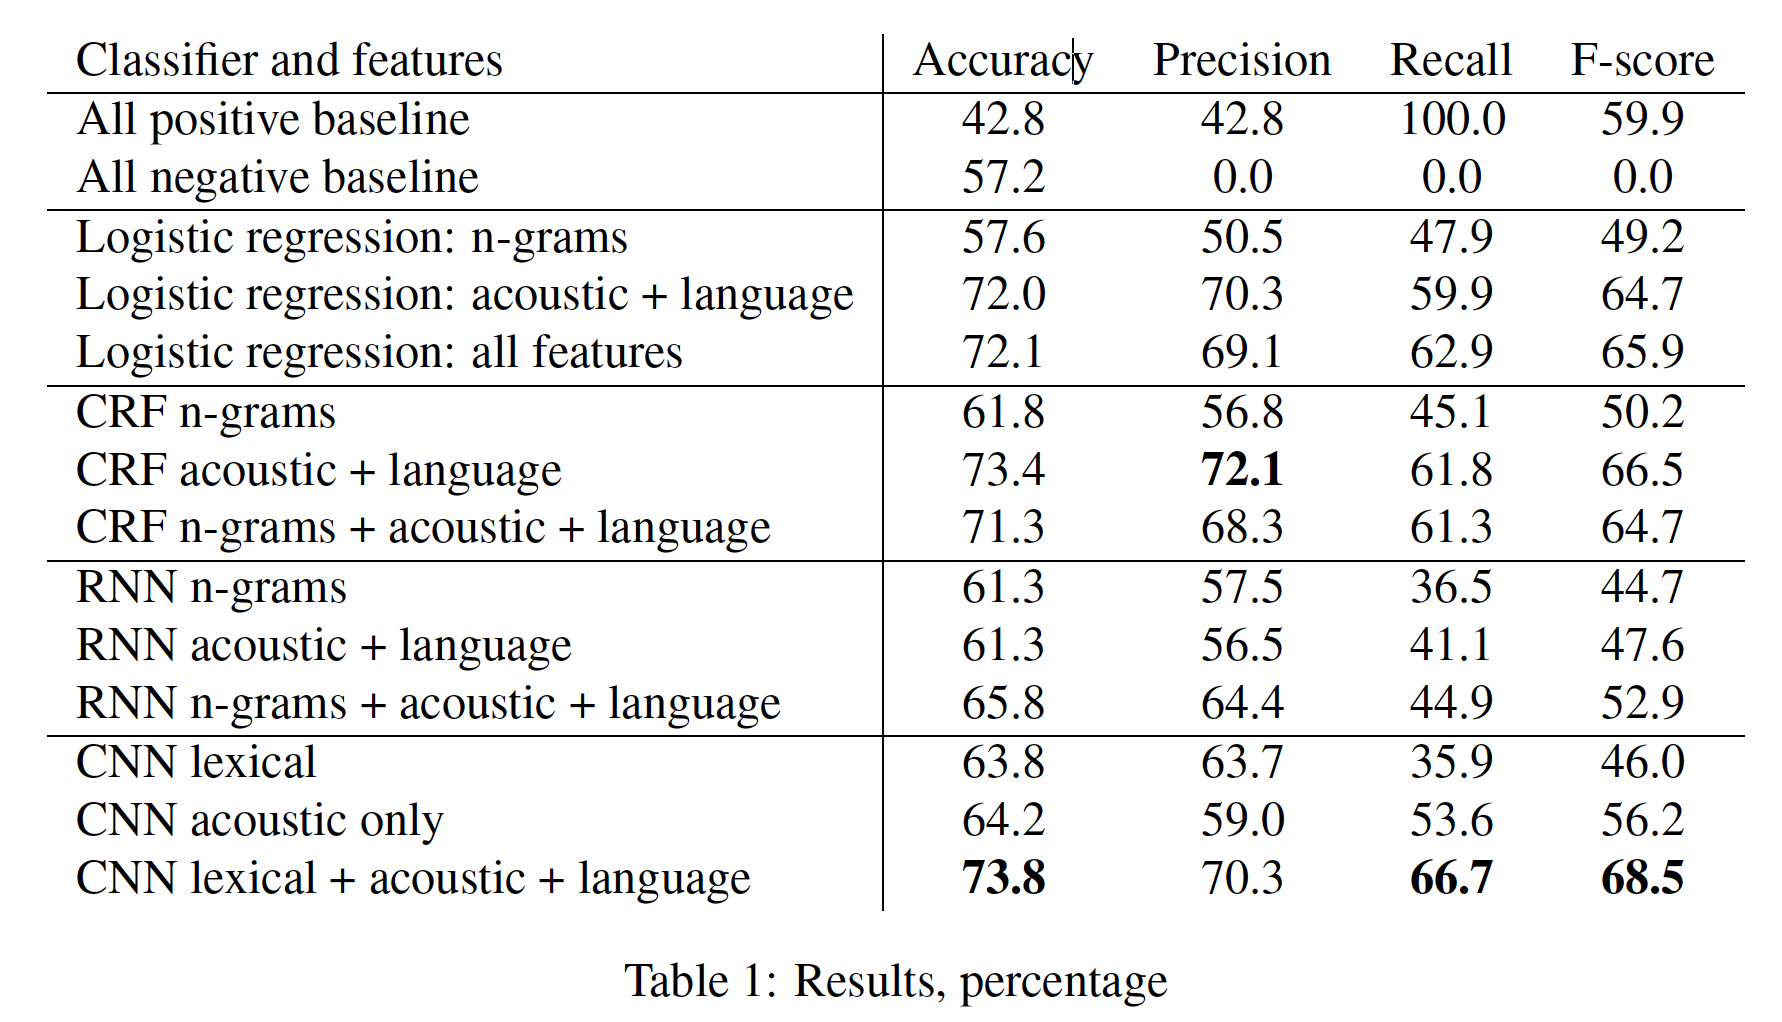 Classifier and features Accuracy Precision Recall F-score
All positive baseline 42.8 42.8 100.0 59.9
All negative baseline 57.2 0.0 0.0 0.0
Logistic regression: n-grams 57.6 50.5 47.9 49.2
Logistic regression: acoustic + language 72.0 70.3 59.9 64.7
Logistic regression: all features 72.1 69.1 62.9 65.9
CRF n-grams 61.8 56.8 45.1 50.2
CRF acoustic + language 73.4 72.1 61.8 66.5
CRF n-grams + acoustic + language 71.3 68.3 61.3 64.7
RNN n-grams 61.3 57.5 36.5 44.7
RNN acoustic + language 61.3 56.5 41.1 47.6
RNN n-grams + acoustic + language 65.8 64.4 44.9 52.9
CNN lexical 63.8 63.7 35.9 46.0
CNN acoustic only 64.2 59.0 53.6 56.2
CNN lexical + acoustic + language 73.8 70.3 66.7 68.5
Table 1: Results, percentage